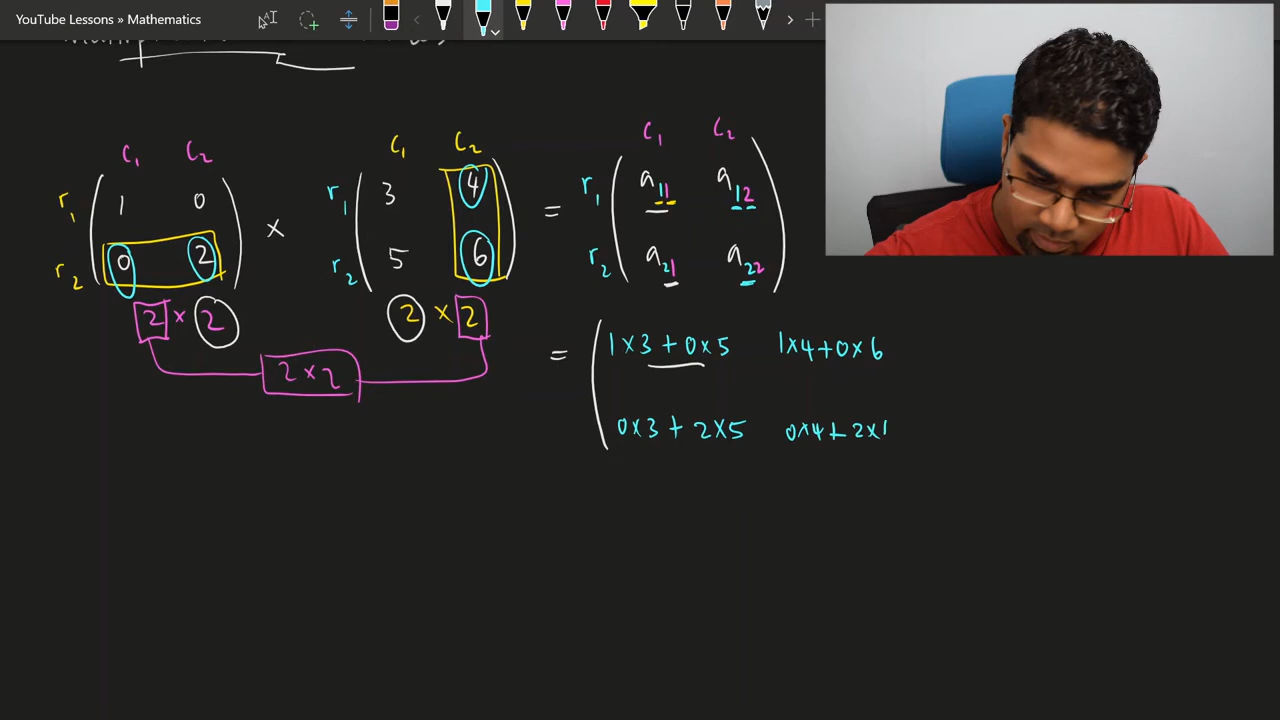 YouTube Lessons » Mathematics
C1 C2 C1 C2 C1 C2
r1 ( 1 0 ) × r1 ( 3 4 ) = r1 ( a11 a12 )
r2 ( 0 2 ) r2 ( 5 6 ) r2 ( a21 a22 )
2 × 2 2 × 2
2 × 2
= ( 1×3 + 0×5 1×4+0×6
0×3 + 2×5 0×4+ 2×